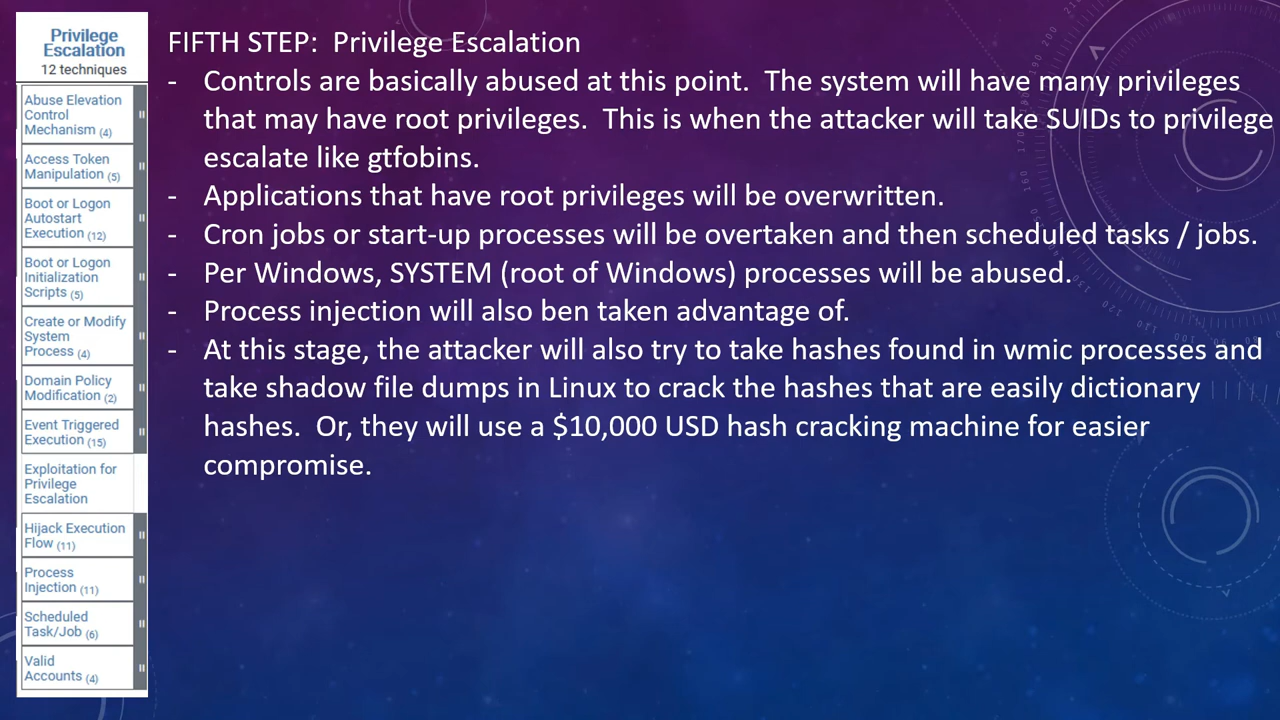 Privilege
Escalation
12 techniques
Abuse Elevation
Control
Mechanism (4)
Access Token
Manipulation (5)
Boot or Logon
Autostart
Execution (12)
Boot or Logon
Initialization
Scripts (5)
Create or Modify
System
Process (4)
Domain Policy
Modification (2)
Event Triggered
Execution (15)
Exploitation for
Privilege
Escalation
Hijack Execution
Flow (11)
Process
Injection (11)
Scheduled
Task/Job (6)
Valid
Accounts (4)
FIFTH STEP:  Privilege Escalation
- Controls are basically abused at this point.  The system will have many privileges
that may have root privileges.  This is when the attacker will take SUIDs to privilege
escalate like gtfobins.
- Applications that have root privileges will be overwritten.
- Cron jobs or start-up processes will be overtaken and then scheduled tasks / jobs.
- Per Windows, SYSTEM (root of Windows) processes will be abused.
- Process injection will also ben taken advantage of.
- At this stage, the attacker will also try to take hashes found in wmic processes and
take shadow file dumps in Linux to crack the hashes that are easily dictionary
hashes.  Or, they will use a $10,000 USD hash cracking machine for easier
compromise.